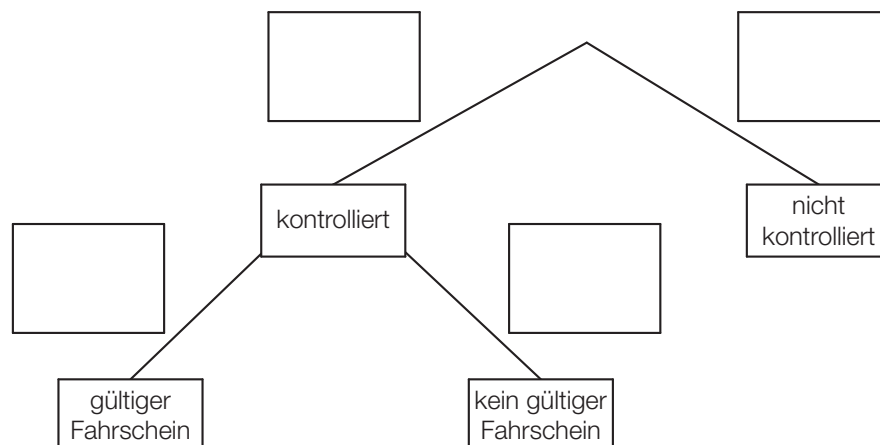 kontrolliert
nicht
kontrolliert
gültiger
Fahrschein
kein gültiger
Fahrschein